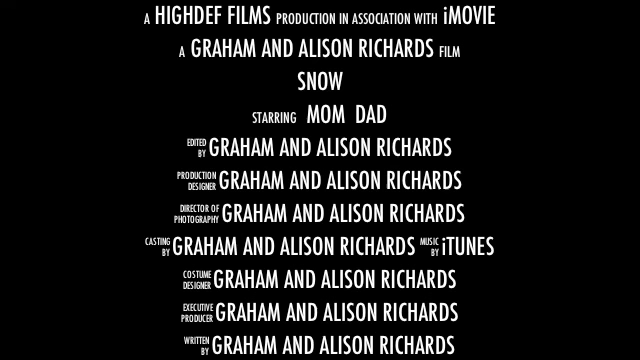 A HIGHDEF FILMS PRODUCTION IN ASSOCIATION WITH iMOVIE
A GRAHAM AND ALISON RICHARDS FILM
SNOW
STARRING MOM DAD
EDITED BY GRAHAM AND ALISON RICHARDS
PRODUCTION DESIGNER GRAHAM AND ALISON RICHARDS
DIRECTOR OF PHOTOGRAPHY GRAHAM AND ALISON RICHARDS
CASTING BY GRAHAM AND ALISON RICHARDS MUSIC BY iTUNES
COSTUME DESIGNER GRAHAM AND ALISON RICHARDS
EXECUTIVE PRODUCER GRAHAM AND ALISON RICHARDS
WRITTEN BY GRAHAM AND ALISON RICHARDS